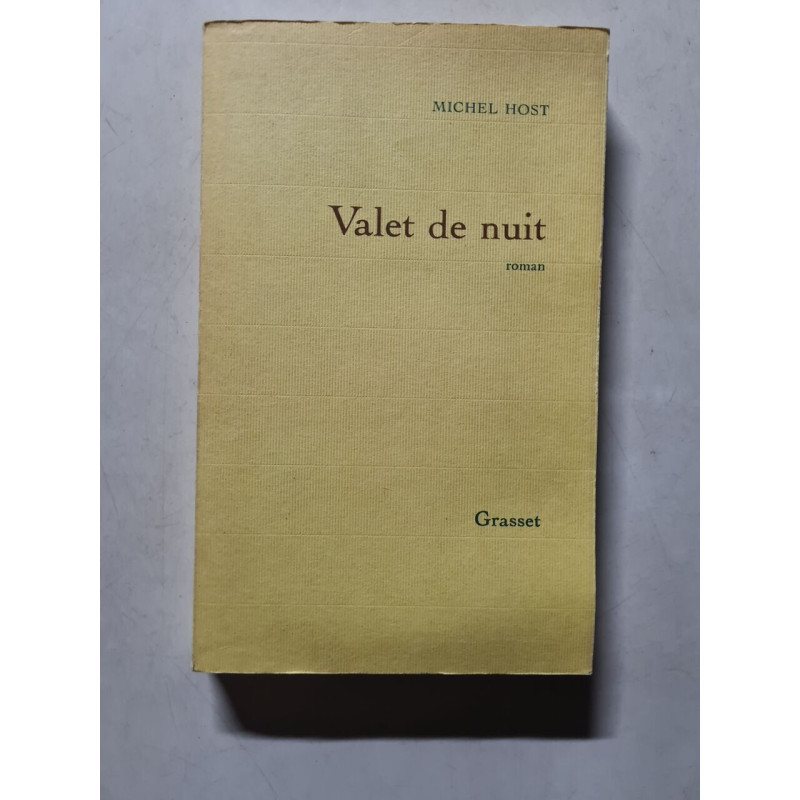 MICHEL HOST
Valet de nuit
roman
Grasset